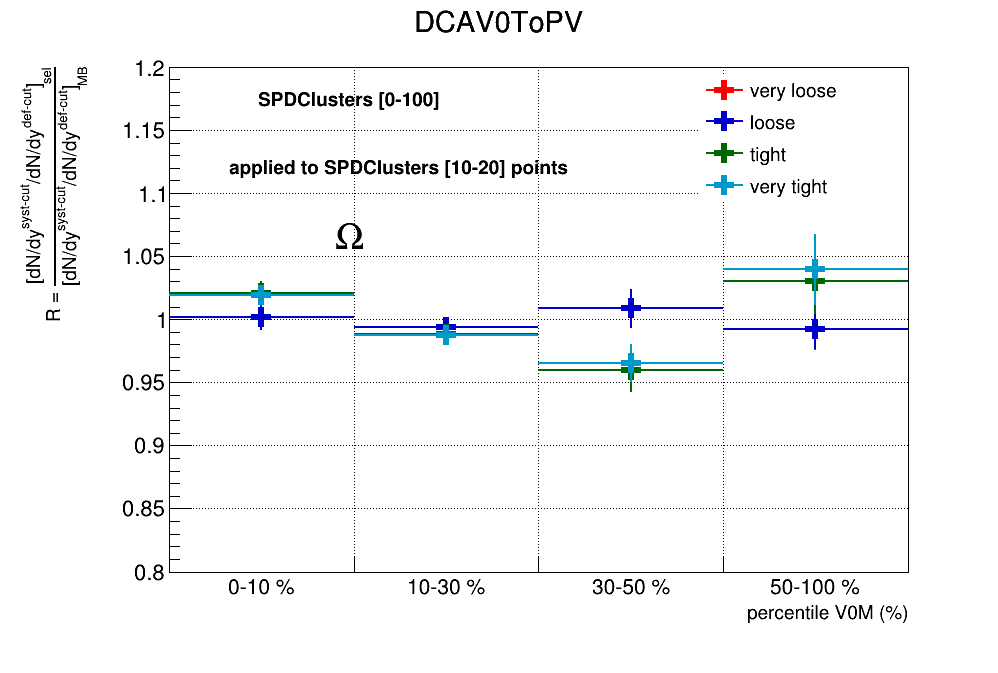 DCAV0ToPV
R = [dN/dy^syst-cut/dN/dy^def-cut]_sel
[dN/dy^syst-cut/dN/dy^def-cut]_MB
1.2
1.15
1.1
1.05
1
0.95
0.9
0.85
0.8
SPDClusters [0-100]
applied to SPDClusters [10-20] points
Ω
very loose
loose
tight
very tight
0-10 %
10-30 %
30-50 %
50-100 %
percentile V0M (%)